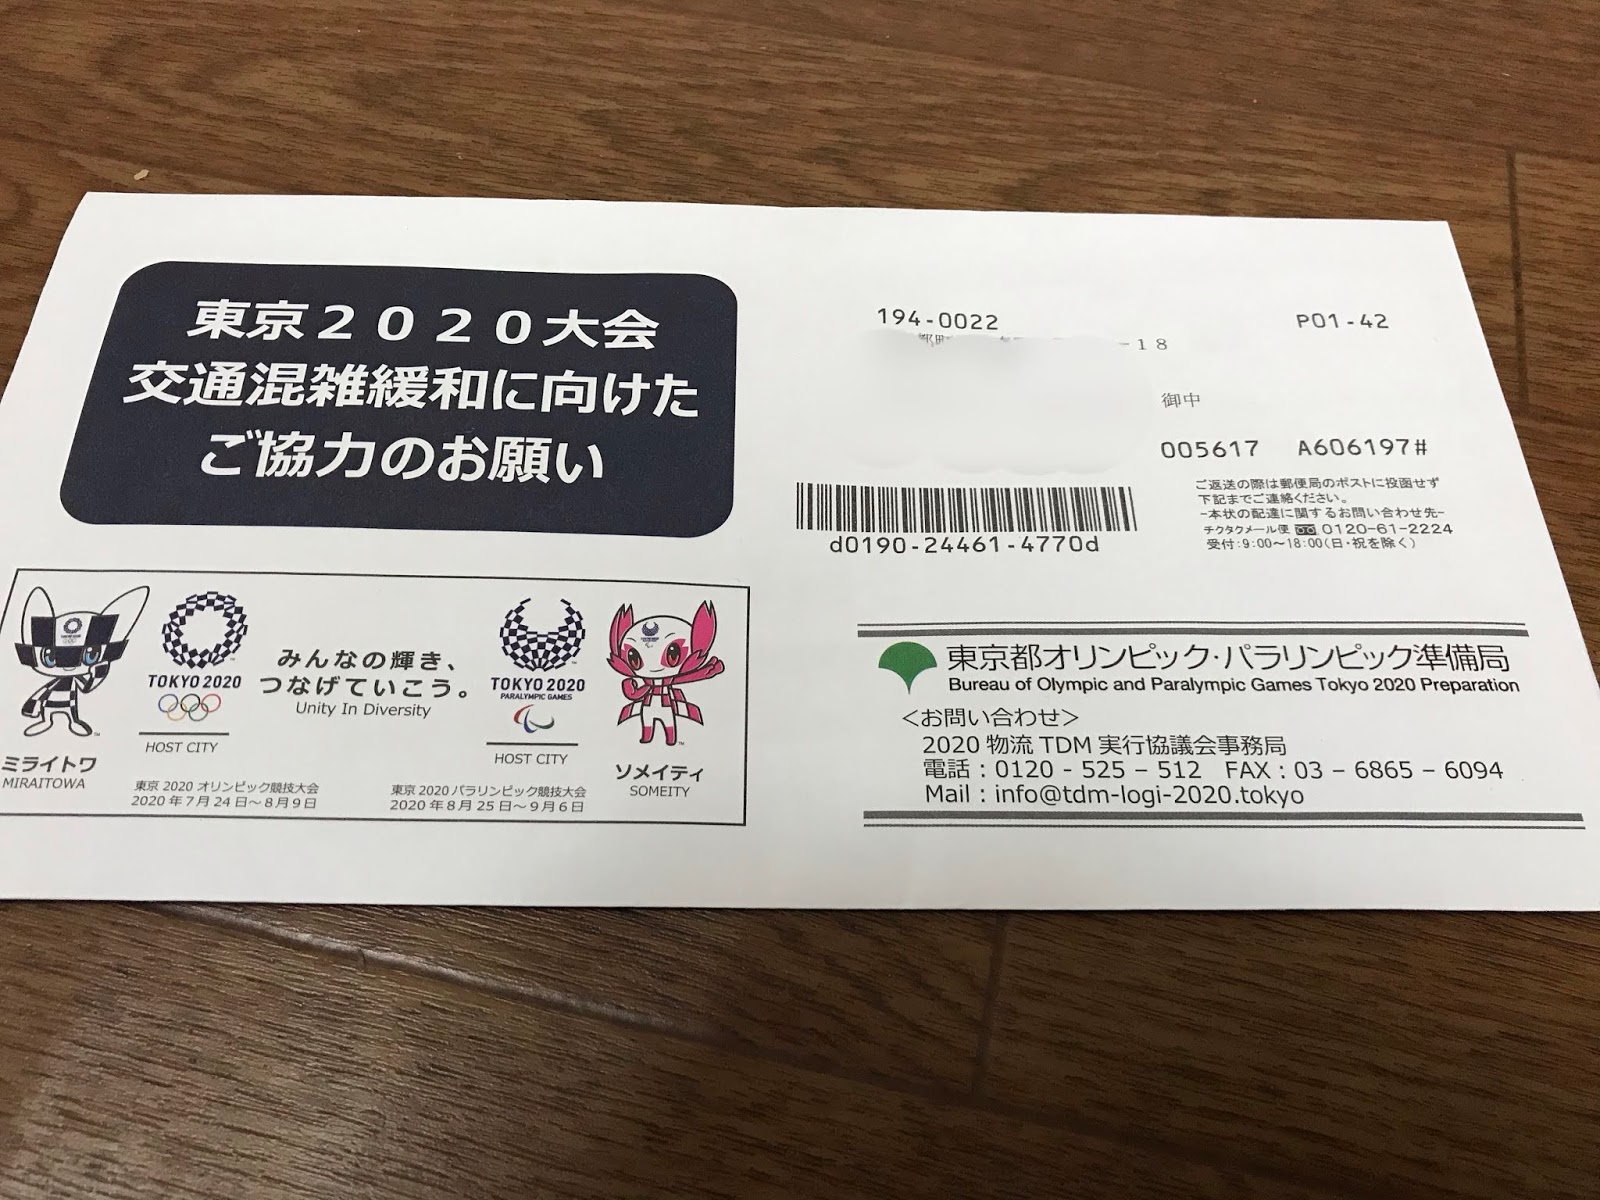 東京２０２０大会
交通混雑緩和に向けた
ご協力のお願い
TOKYO 2020
HOST CITY
みんなの輝き、
つなげていこう。
Unity In Diversity
TOKYO 2020
PARALYMPIC GAMES
HOST CITY
ミライトワ
MIRAITOWA
東京 2020 オリンピック競技大会
2020 年 7 月 24 日～8 月 9 日
東京 2020 パラリンピック競技大会
2020 年 8 月 25 日～9 月 6 日
ソメイティ
SOMEITY
194-0022
P01-42
－１８
御中
005617 A606197#
ご返送の際は郵便局のポストに投函せず
下記までご連絡ください。
-本状の配達に関するお問い合わせ先-
チクタクメール便 0120-61-2224
受付：9：00～18：00（日・祝を除く）
d0190-24461-4770d
東京都オリンピック・パラリンピック準備局
Bureau of Olympic and Paralympic Games Tokyo 2020 Preparation
＜お問い合わせ＞
2020 物流 TDM 実行協議会事務局
電話：0120 - 525 – 512 FAX：03 – 6865 – 6094
Mail：info@tdm-logi-2020.tokyo